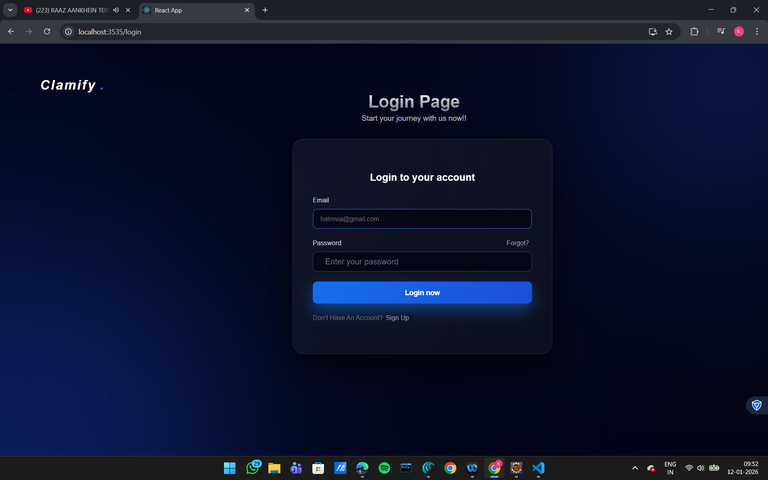 (223) RAAZ AANKHEIN TER
React App
localhost:3535/login
K
Clamify .
Login Page
Start your journey with us now!!
Login to your account
Email
balmvia@gmail.com
Password
Forgot?
Enter your password
Login now
Don't Have An Account? Sign Up
ENG
IN
09:52
12-01-2026